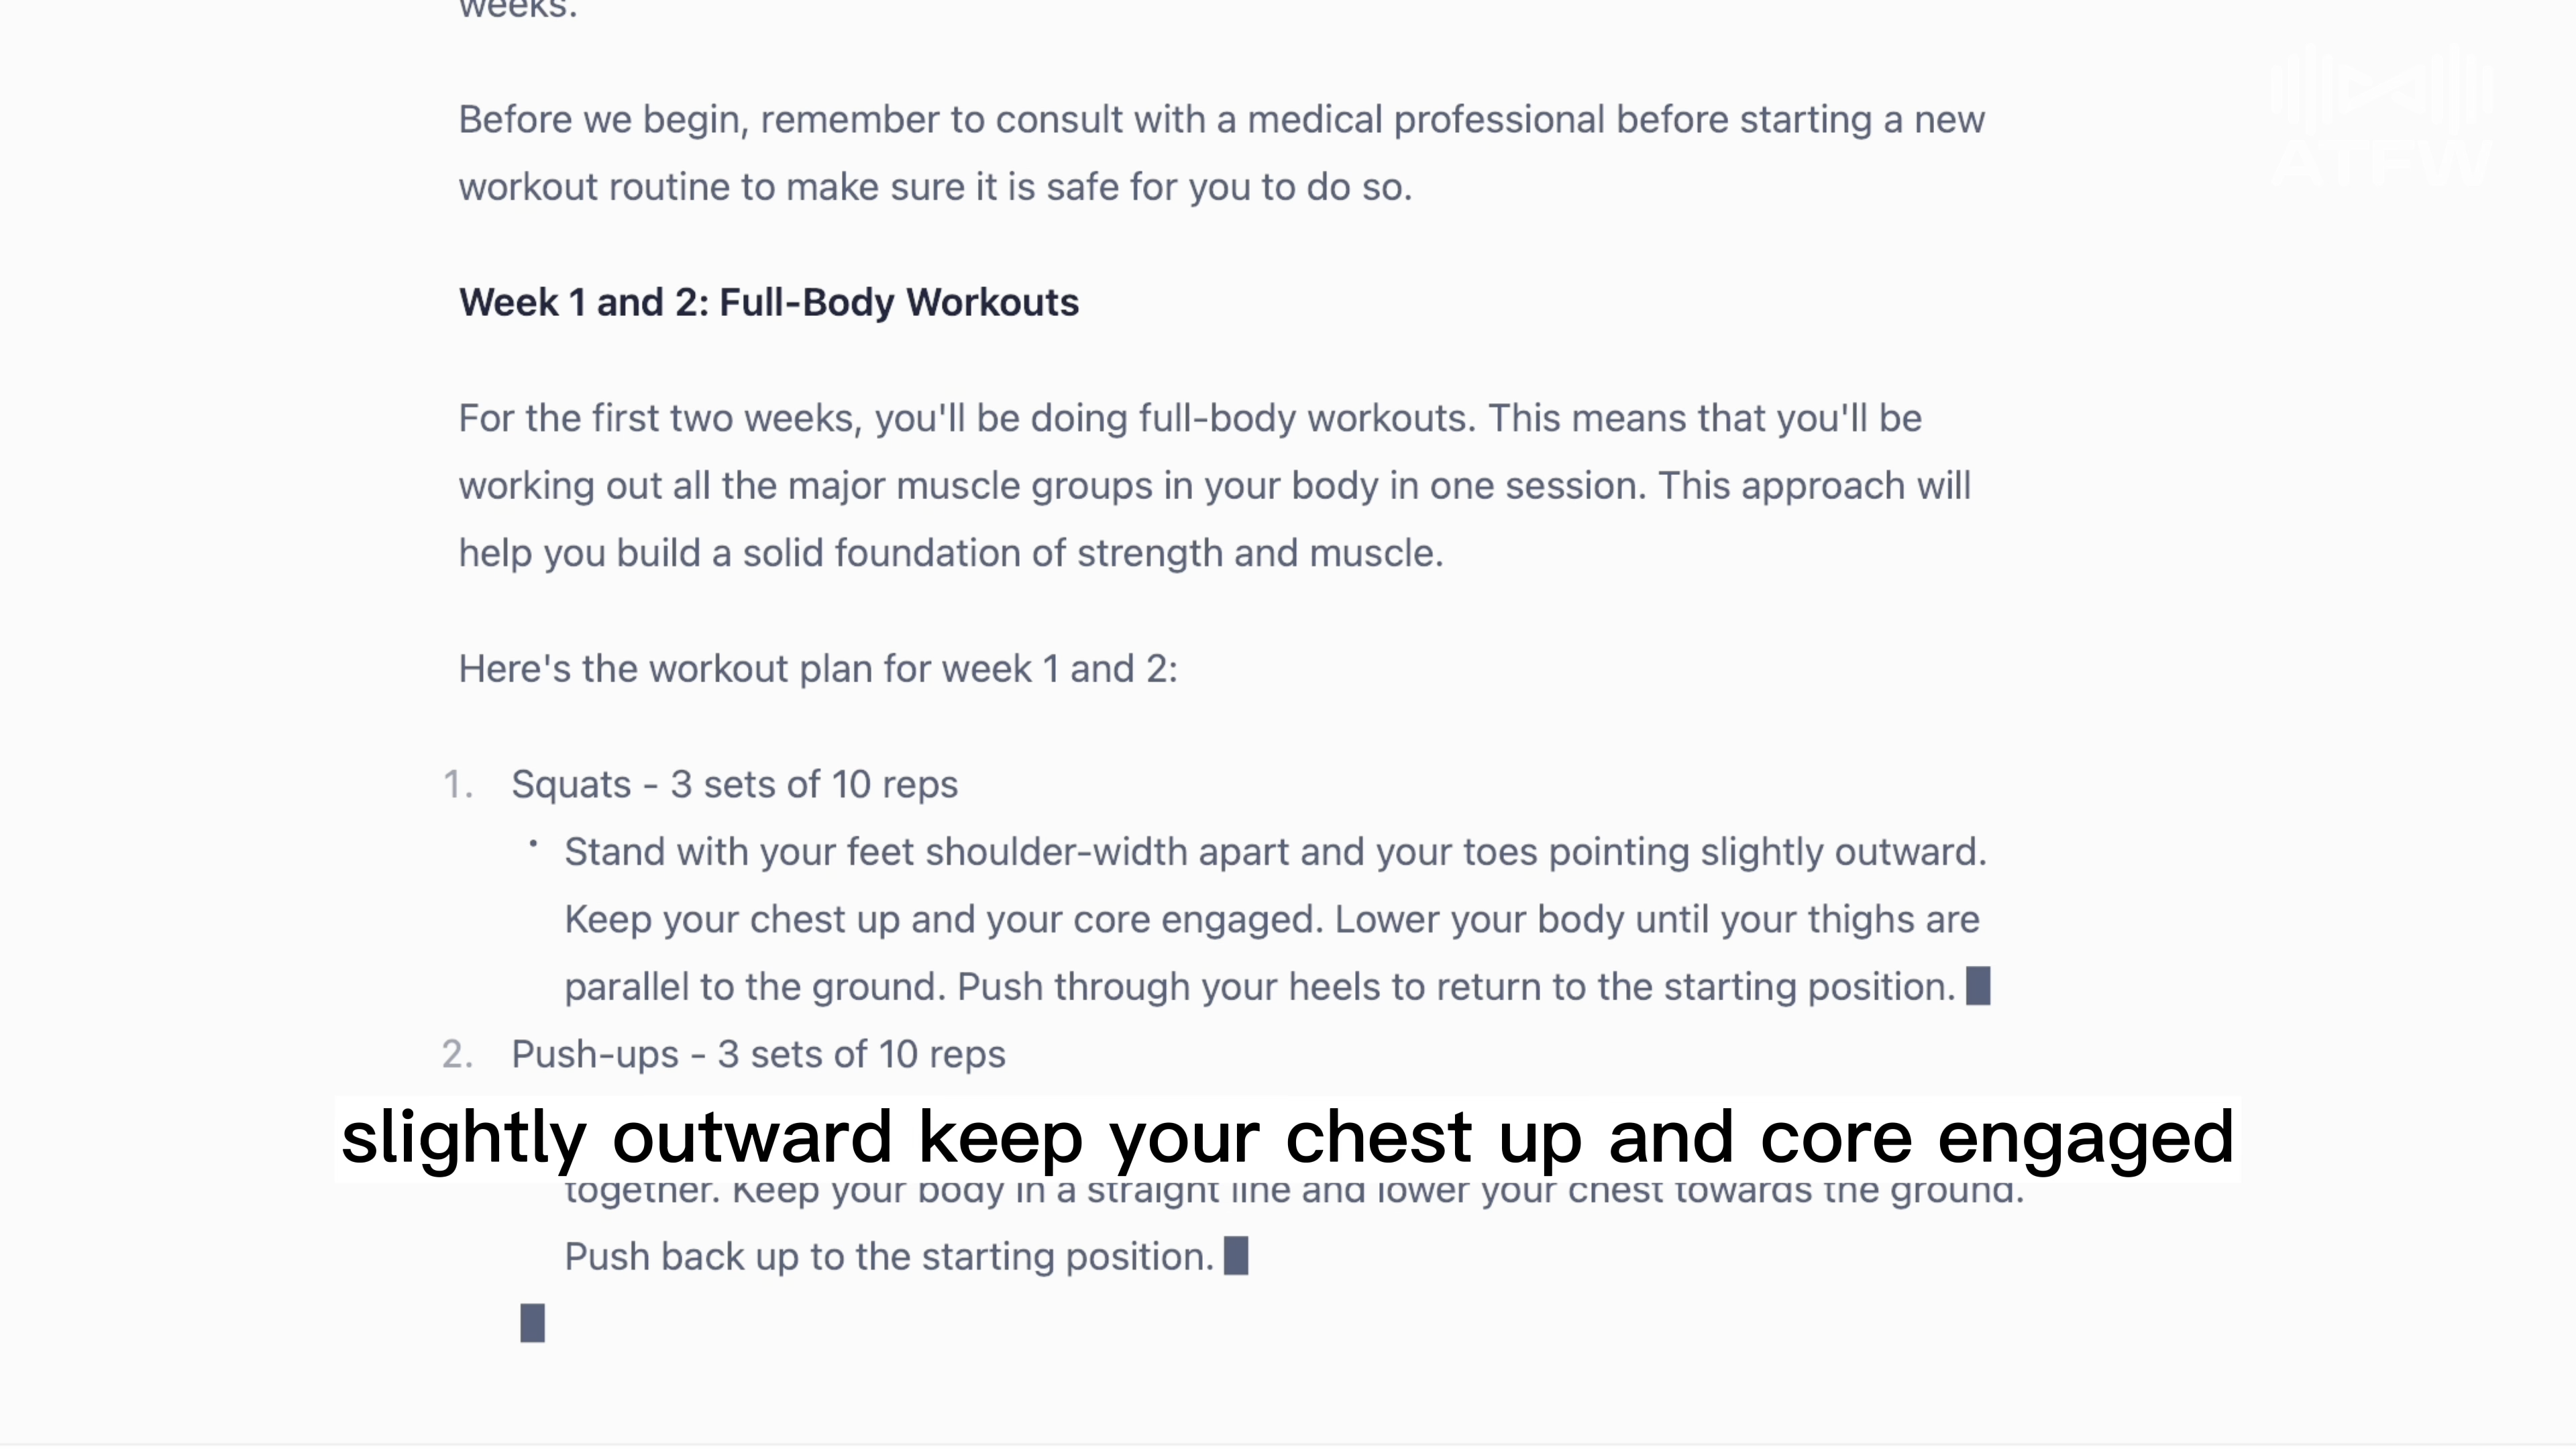 weeks.
ATFW
Before we begin, remember to consult with a medical professional before starting a new
workout routine to make sure it is safe for you to do so.
Week 1 and 2: Full-Body Workouts
For the first two weeks, you'll be doing full-body workouts. This means that you'll be
working out all the major muscle groups in your body in one session. This approach will
help you build a solid foundation of strength and muscle.
Here's the workout plan for week 1 and 2:
1. Squats - 3 sets of 10 reps
• Stand with your feet shoulder-width apart and your toes pointing slightly outward.
Keep your chest up and your core engaged. Lower your body until your thighs are
parallel to the ground. Push through your heels to return to the starting position.
2. Push-ups - 3 sets of 10 reps
slightly outward keep your chest up and core engaged
together. Keep your body in a straight line and lower your chest towards the ground.
Push back up to the starting position.